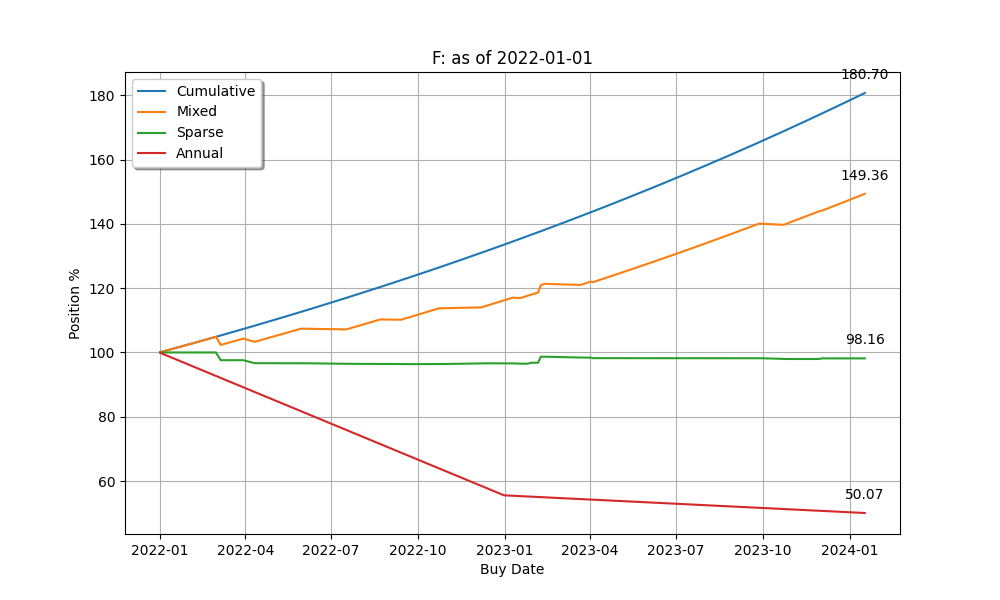 F: as of 2022-01-01
Cumulative
Mixed
Sparse
Annual
180.70
149.36
98.16
50.07
Position %
180
160
140
120
100
80
60
2022-01 2022-04 2022-07 2022-10 2023-01 2023-04 2023-07 2023-10 2024-01
Buy Date